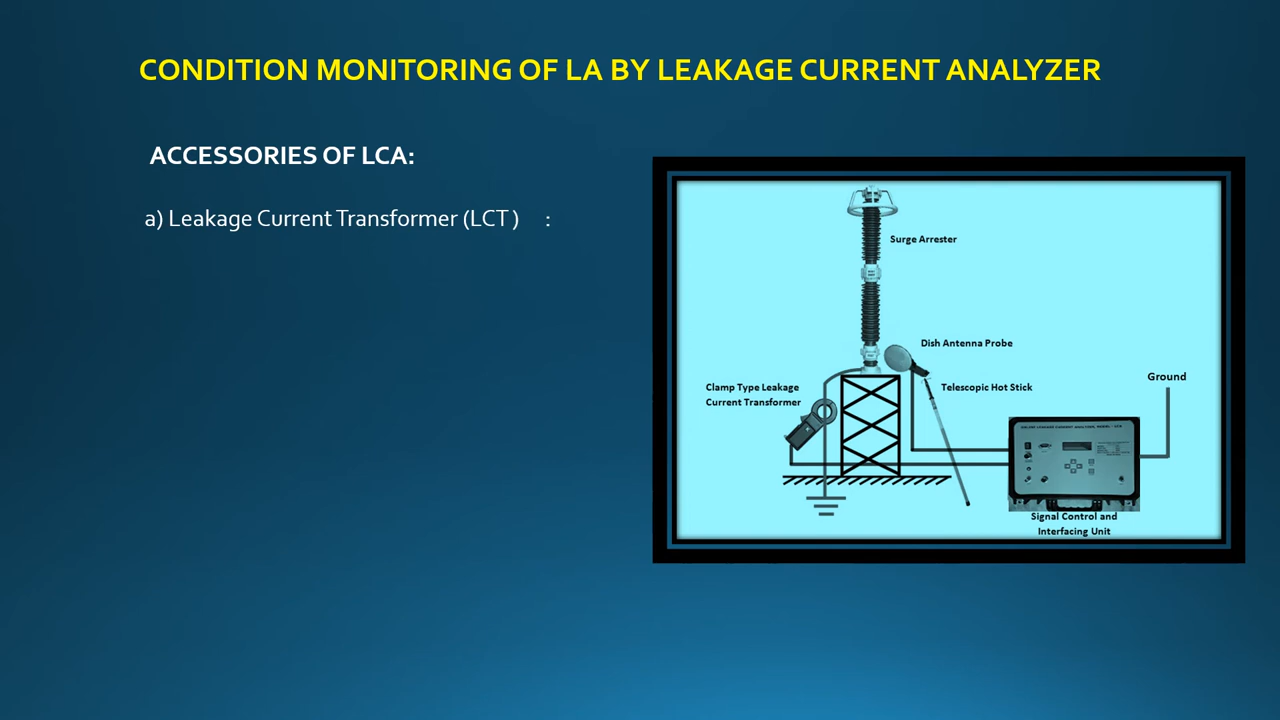 CONDITION MONITORING OF LA BY LEAKAGE CURRENT ANALYZER
ACCESSORIES OF LCA:
a) Leakage Current Transformer (LCT )     :
Surge Arrester
Dish Antenna Probe
Ground
Clamp Type Leakage
Current Transformer
Telescopic Hot Stick
Signal Control and
Interfacing Unit